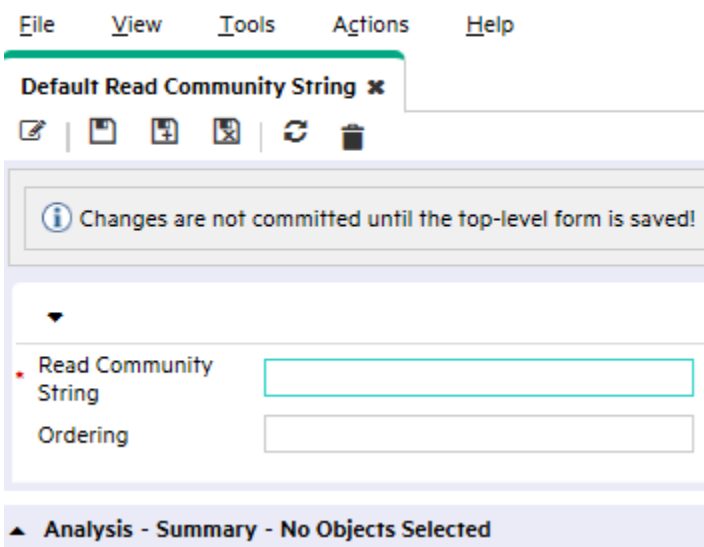 File View Tools Actions Help
Default Read Community String ✖
Changes are not committed until the top-level form is saved!
* Read Community
String
Ordering
Analysis - Summary - No Objects Selected